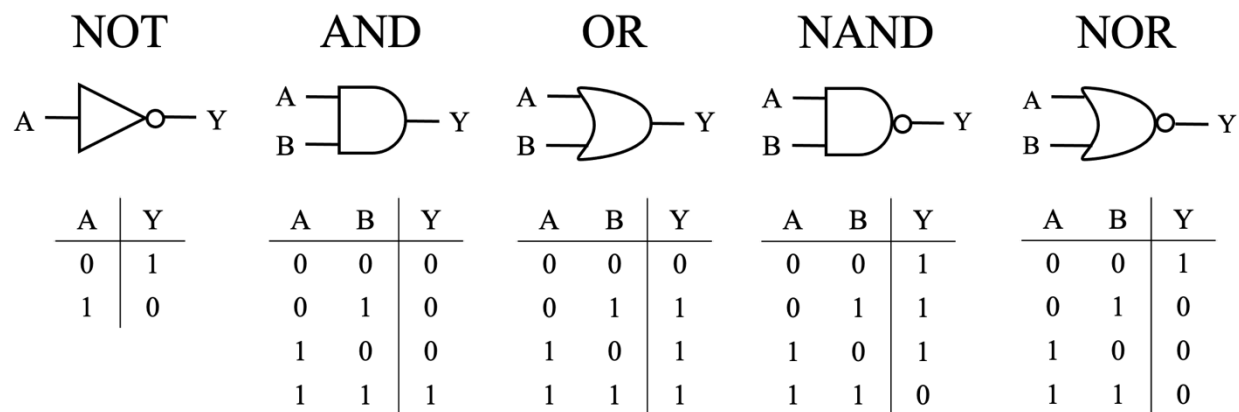 NOT AND OR NAND NOR
A Y A B Y A B Y A B Y A B Y
A Y A B Y A B Y A B Y A B Y
0 1 0 0 0 0 0 0 0 0 1 0 0 1
1 0 0 1 0 0 1 1 0 1 1 0 1 0
1 0 0 1 0 1 1 0 1 1 0 0
1 1 1 1 1 1 1 1 0 1 1 0